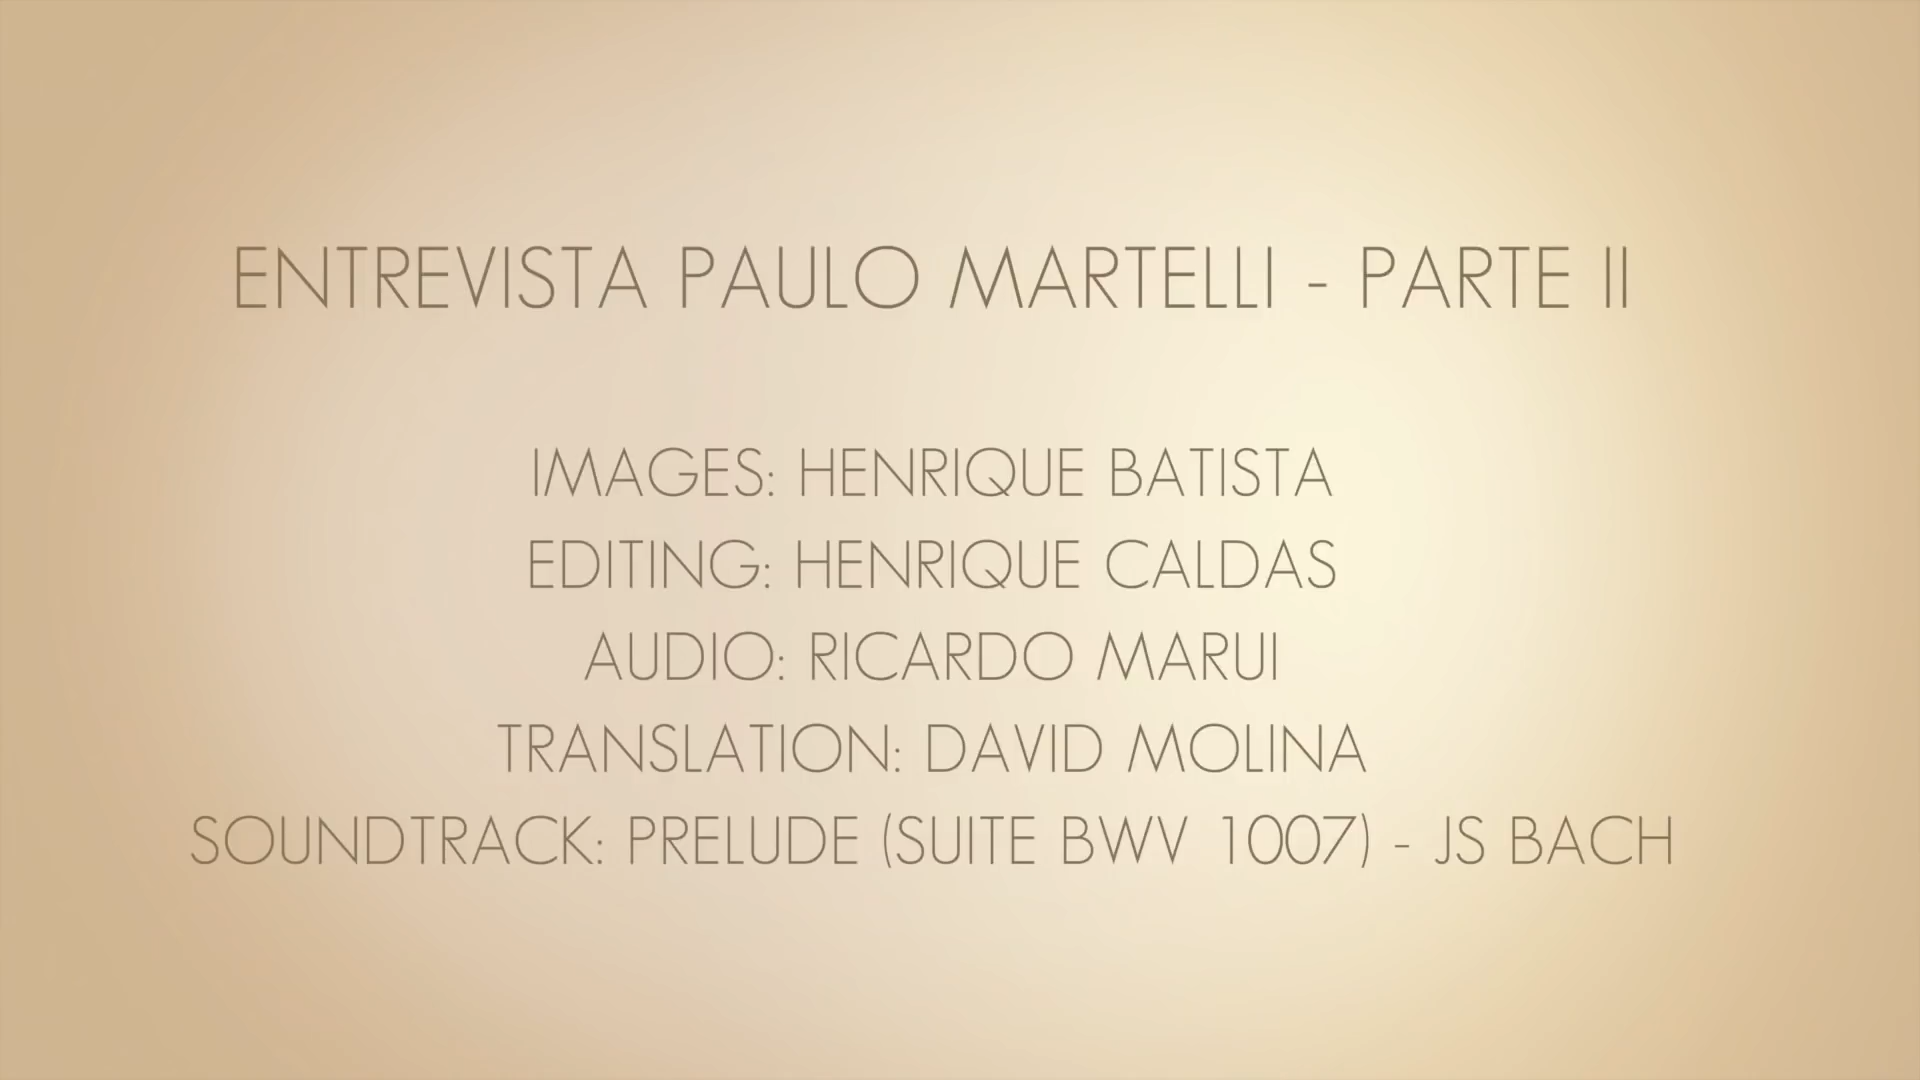 ENTREVISTA PAULO MARTELLI - PARTE II
IMAGES: HENRIQUE BATISTA
EDITING: HENRIQUE CALDAS
AUDIO: RICARDO MARUI
TRANSLATION: DAVID MOLINA
SOUNDTRACK: PRELUDE (SUITE BWV 1007) - JS BACH